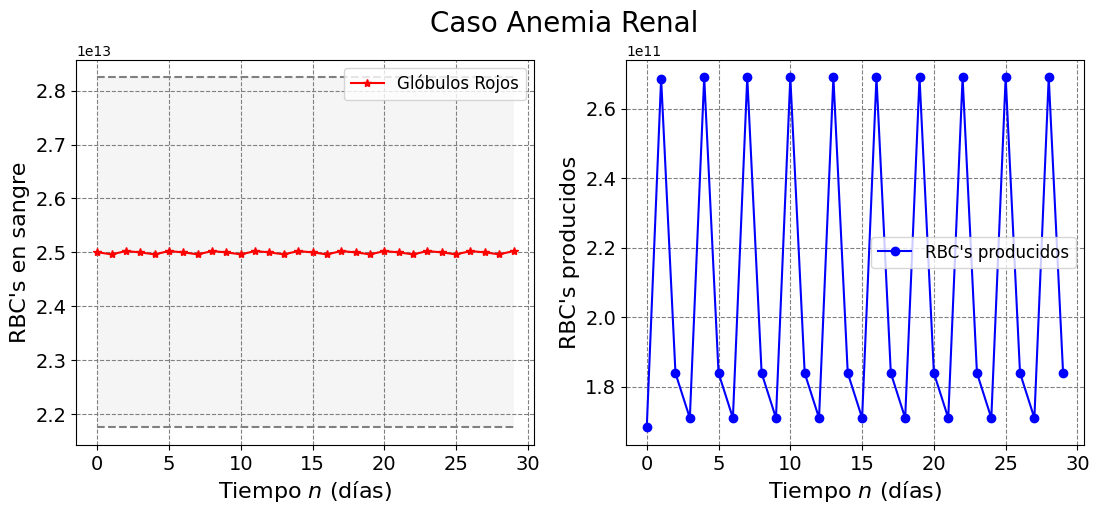 Caso Anemia Renal
1e13
RBC's en sangre
2.8
2.7
2.6
2.5
2.4
2.3
2.2
Glóbulos Rojos
0 5 10 15 20 25 30
Tiempo n (días)
1e11
RBC's producidos
2.6
2.4
2.2
2.0
1.8
RBC's producidos
0 5 10 15 20 25 30
Tiempo n (días)